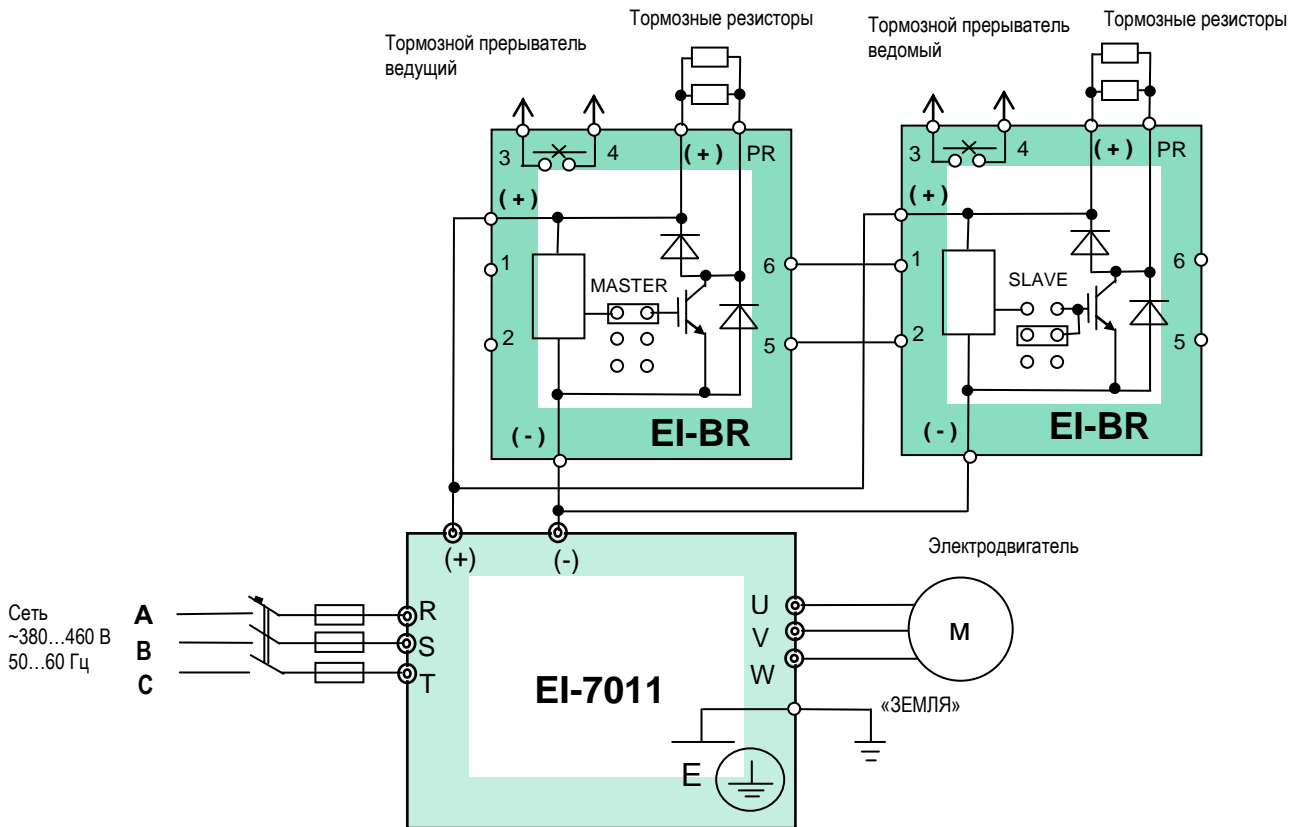 Тормозной прерыватель
ведущий
Тормозные резисторы
Тормозной прерыватель
ведомый
Тормозные резисторы
3
4
(+)
PR
(+)
1
2
MASTER
6
5
(-)
EI-BR
3
4
(+)
PR
(+)
1
2
SLAVE
6
5
(-)
EI-BR
(+)
(-)
Электродвигатель
Сеть
~380...460 В
50...60 Гц
A
B
C
R
S
T
EI-7011
U
V
W
M
«ЗЕМЛЯ»
E